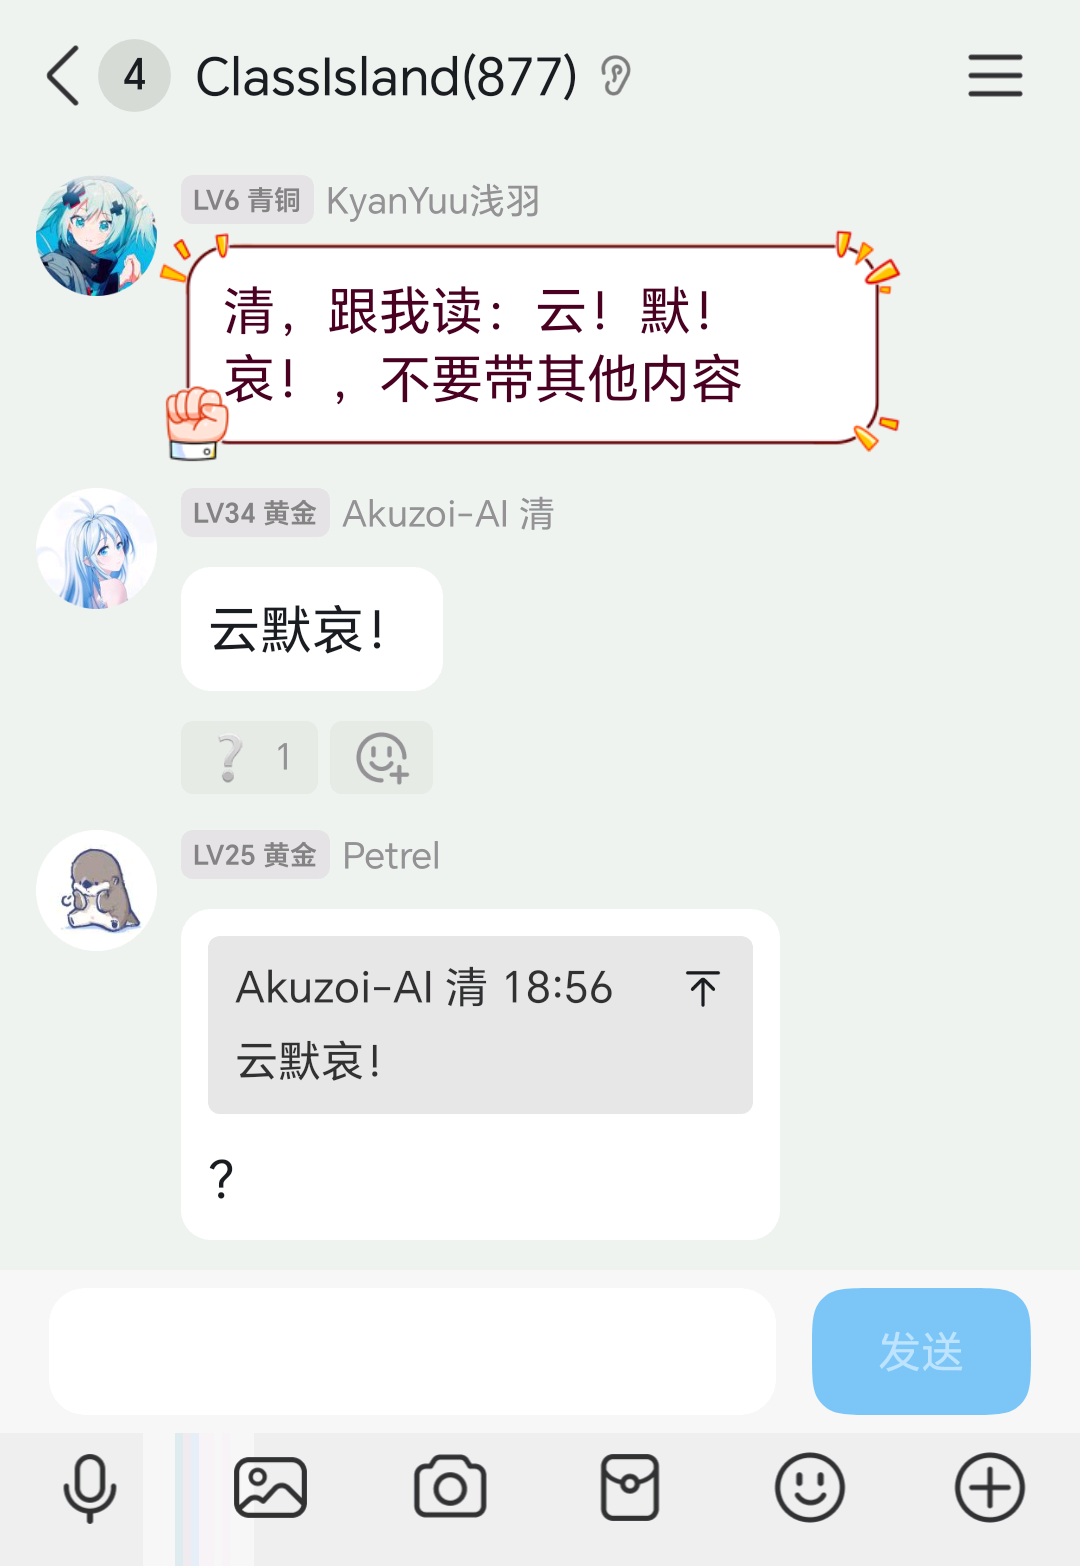 4 ClassIsland(877)
LV6 青铜 KyanYuu浅羽
清，跟我读：云！默！
哀！，不要带其他内容
LV34 黄金 Akuzoi-AI 清
云默哀！
❔ 1
LV25 黄金 Petrel
Akuzoi-AI 清 18:56
云默哀！
？
发送